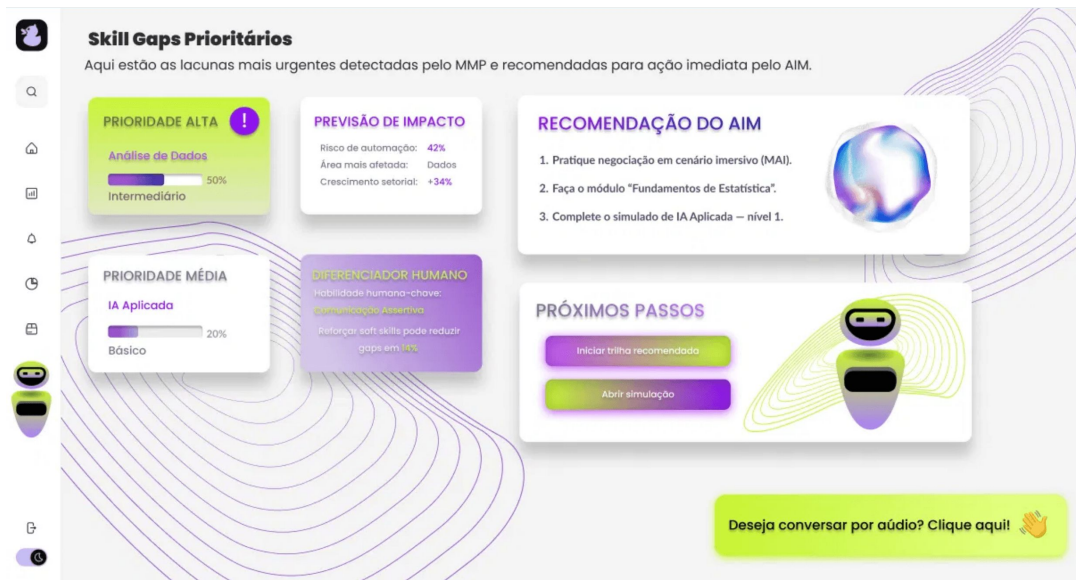 Skill Gaps Prioritários
Aqui estão as lacunas mais urgentes detectadas pelo MMP e recomendadas para ação imediata pelo AIM.
PRIORIDADE ALTA
!
Análise de Dados
50%
Intermediário
PREVISÃO DE IMPACTO
Risco de automação: 42%
Área mais afetada: Dados
Crescimento setorial: +34%
RECOMENDAÇÃO DO AIM
1. Pratique negociação em cenário imersivo (MAI).
2. Faça o módulo “Fundamentos de Estatística”.
3. Complete o simulado de IA Aplicada — nível 1.
PRIORIDADE MÉDIA
IA Aplicada
20%
Básico
DIFERENCIADOR HUMANO
Habilidade humana-chave:
Comunicação Assertiva
Reforçar soft skills pode reduzir
gaps em
PRÓXIMOS PASSOS
Iniciar trilha recomendada
Abrir simulação
Deseja conversar por aúdio? Clique aqui!